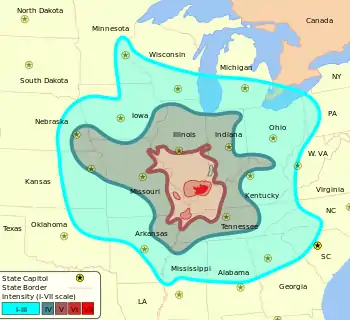 North Dakota
Canada
Minnesota
Wisconsin
Michigan
NY
South Dakota
PA
Nebraska
Iowa
Illinois
Indiana
Ohio
W. VA
Kansas
Missouri
Kentucky
Virginia
NC
Texas
Oklahoma
Arkansas
Tennessee
SC
Mississippi
Alabama
Georgia
LA
State Capitol
State Border
Intensity (I-VII scale)
I-III IV V VI VII